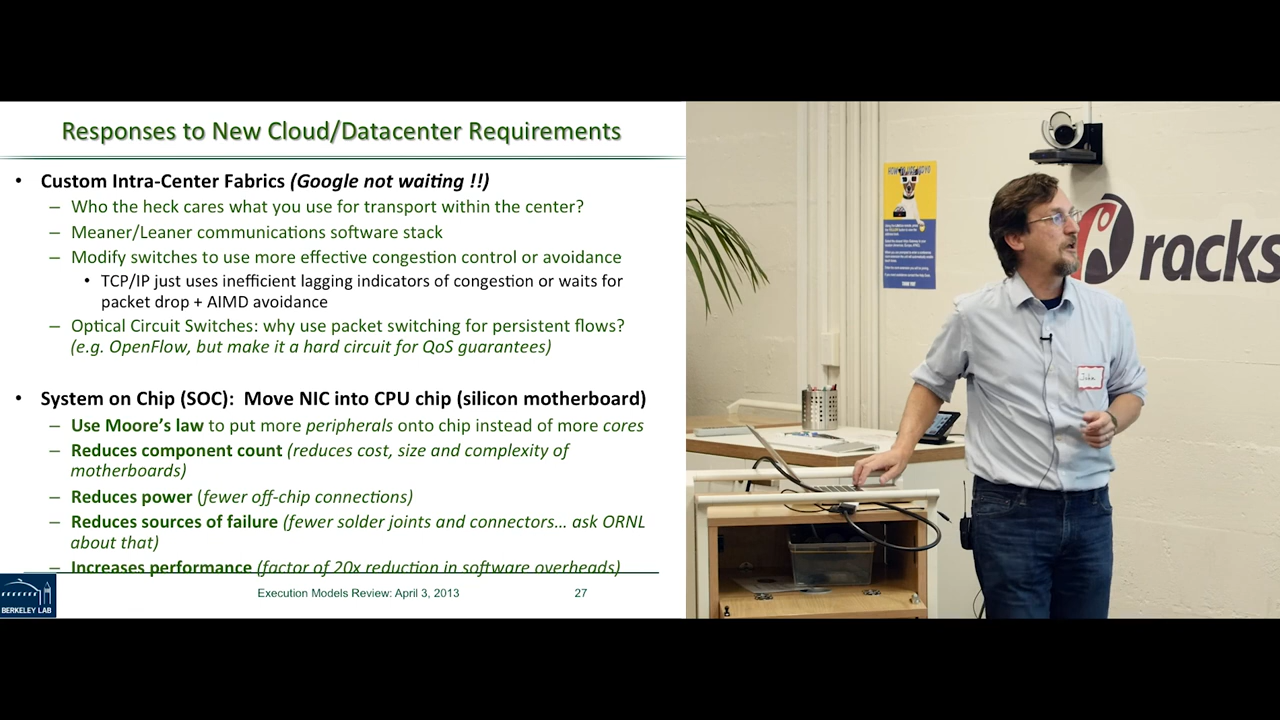 Responses to New Cloud/Datacenter Requirements
• Custom Intra-Center Fabrics (Google not waiting !!)
– Who the heck cares what you use for transport within the center?
– Meaner/Leaner communications software stack
– Modify switches to use more effective congestion control or avoidance
• TCP/IP just uses inefficient lagging indicators of congestion or waits for
packet drop + AIMD avoidance
– Optical Circuit Switches: why use packet switching for persistent flows?
(e.g. OpenFlow, but make it a hard circuit for QoS guarantees)
• System on Chip (SOC): Move NIC into CPU chip (silicon motherboard)
– Use Moore’s law to put more peripherals onto chip instead of more cores
– Reduces component count (reduces cost, size and complexity of
motherboards)
– Reduces power (fewer off-chip connections)
– Reduces sources of failure (fewer solder joints and connectors… ask ORNL
about that)
– Increases performance (factor of 20x reduction in software overheads)
BERKELEY LAB
Execution Models Review: April 3, 2013
27
racks
John